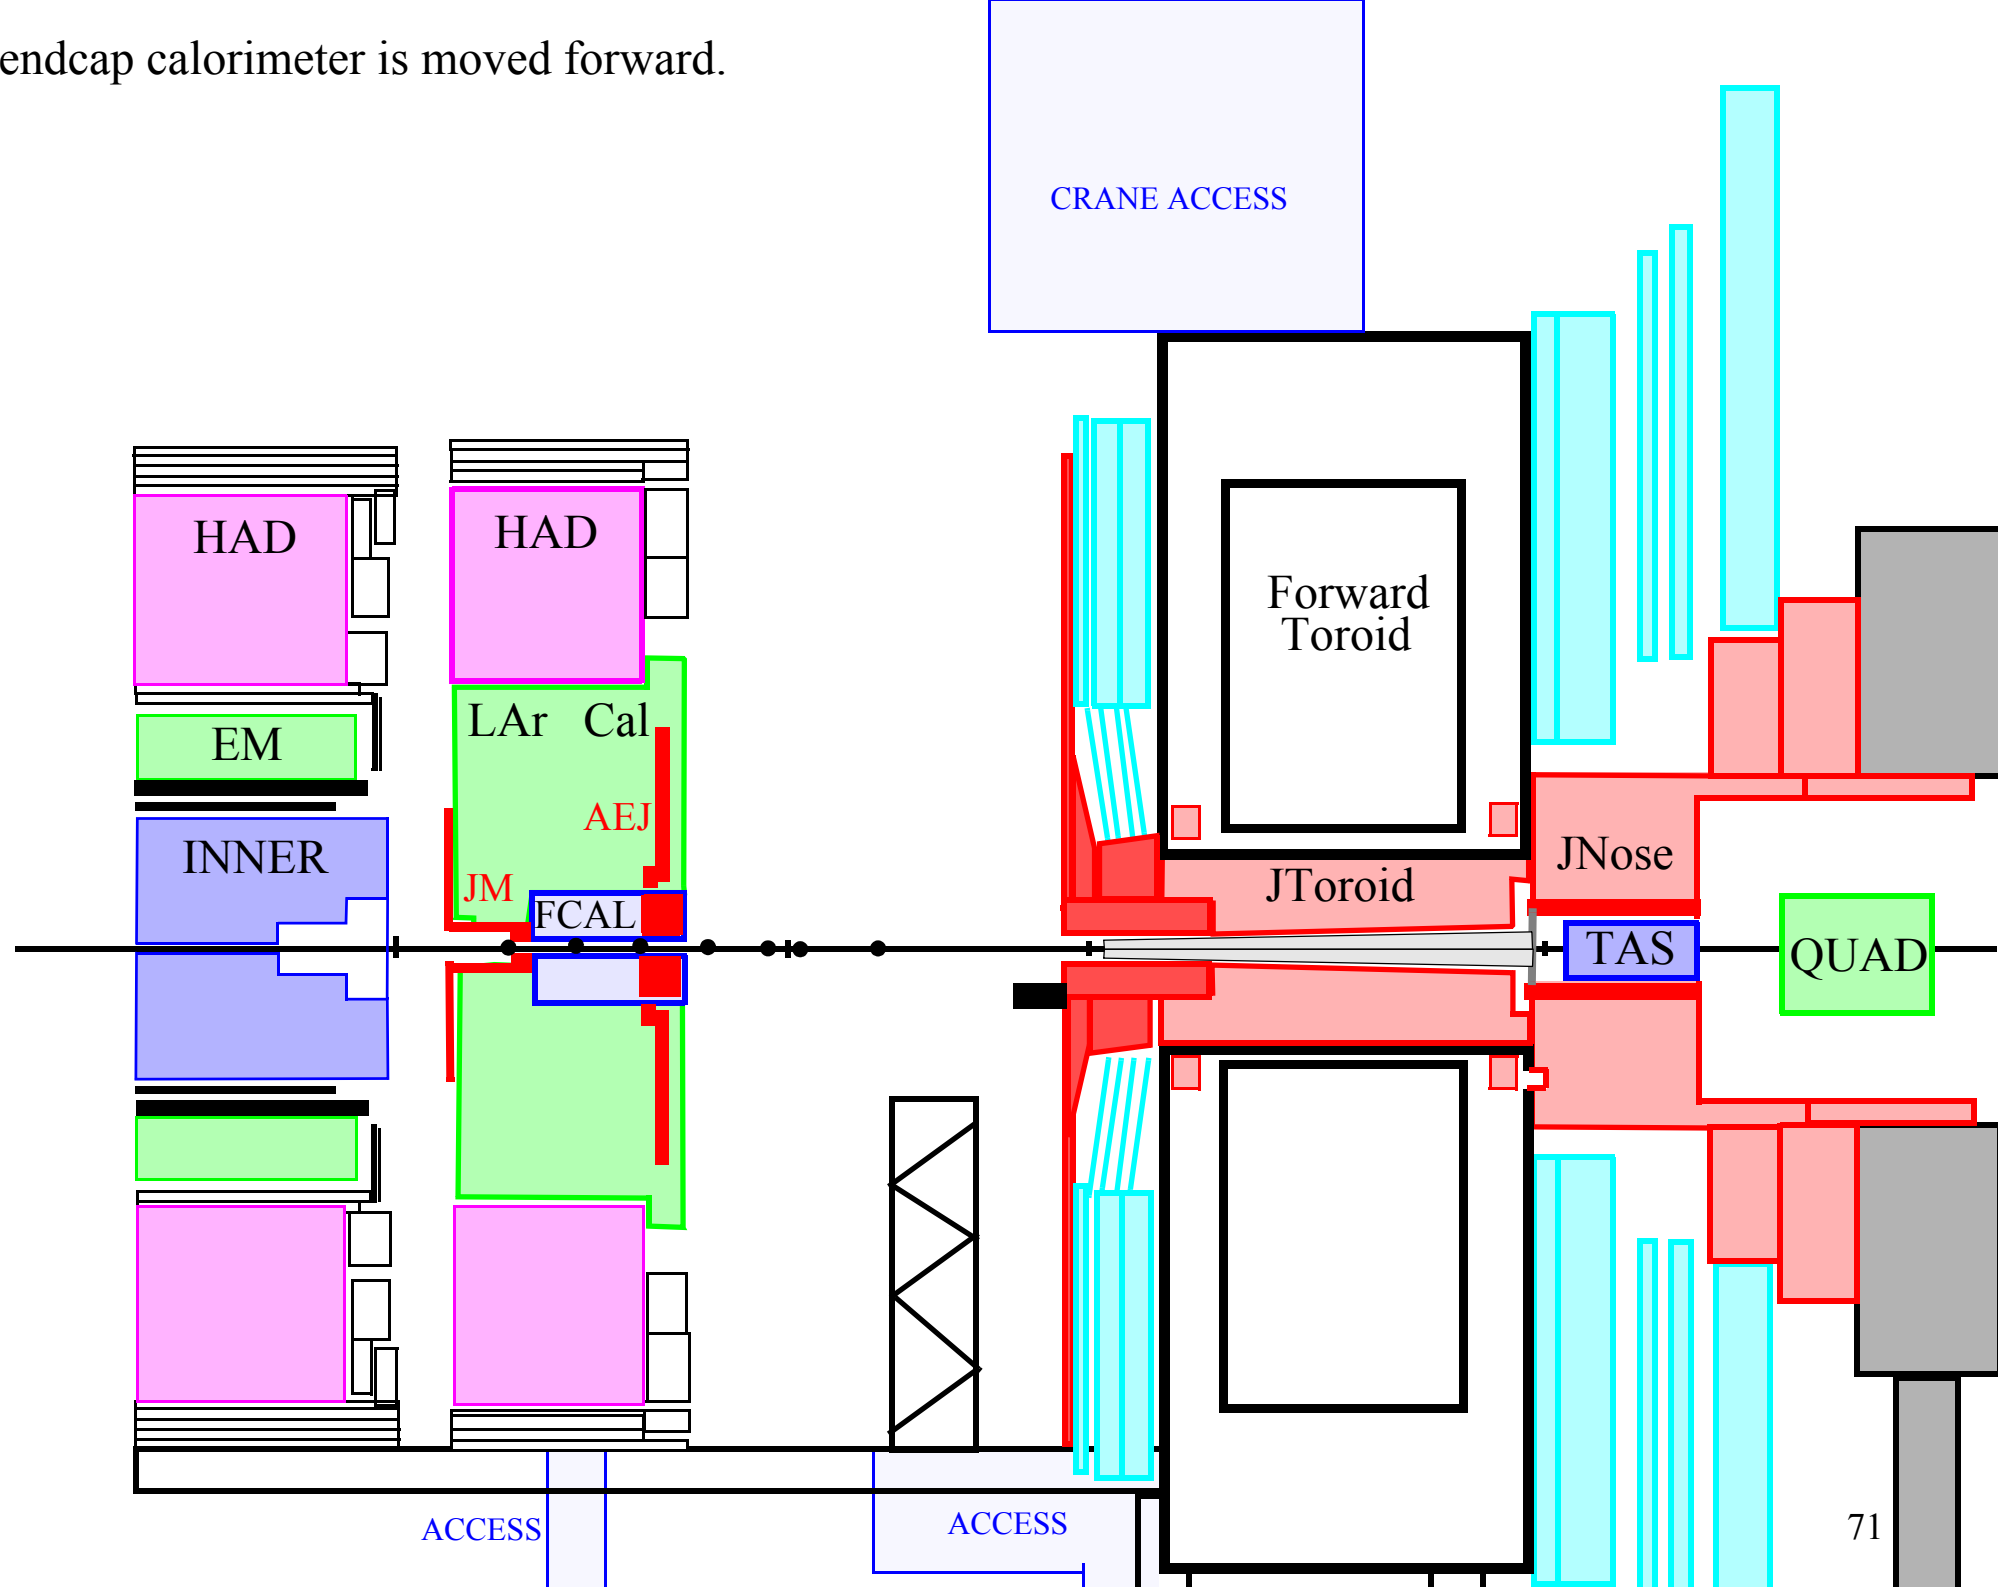 endcap calorimeter is moved forward.
CRANE ACCESS
HAD
HAD
Forward
Toroid
LAr Cal
EM
AEJ
INNER
JM
FCAL
JToroid
JNose
TAS
QUAD
ACCESS
ACCESS
71